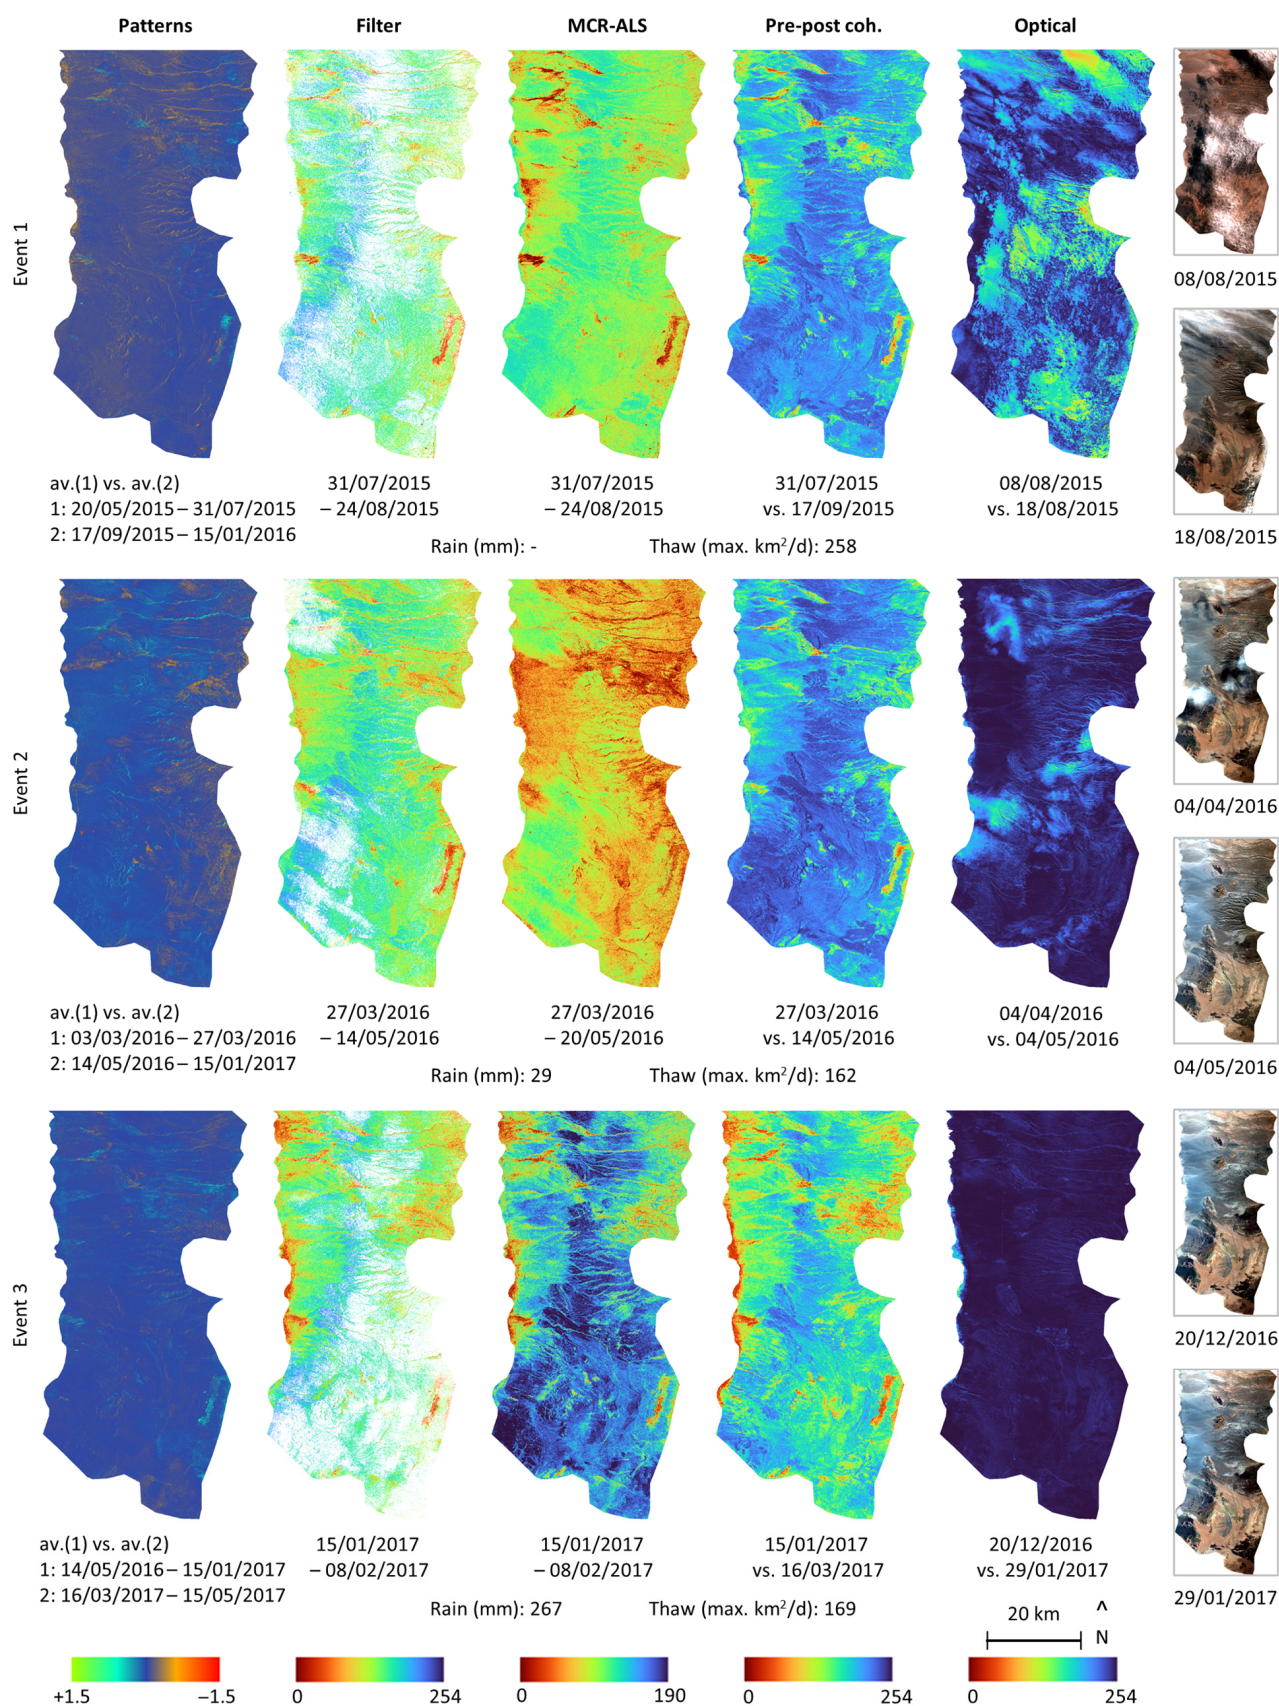 Patterns Filter MCR-ALS Pre-post coh. Optical
Event 1
08/08/2015
18/08/2015
av.(1) vs. av.(2)
1: 20/05/2015 – 31/07/2015
2: 17/09/2015 – 15/01/2016
31/07/2015
– 24/08/2015
31/07/2015
– 24/08/2015
31/07/2015
vs. 17/09/2015
08/08/2015
vs. 18/08/2015
Rain (mm): - Thaw (max. km²/d): 258
Event 2
04/04/2016
04/05/2016
av.(1) vs. av.(2)
1: 03/03/2016 – 27/03/2016
2: 14/05/2016 – 15/01/2017
27/03/2016
– 14/05/2016
27/03/2016
– 20/05/2016
27/03/2016
vs. 14/05/2016
04/04/2016
vs. 04/05/2016
Rain (mm): 29 Thaw (max. km²/d): 162
Event 3
20/12/2016
29/01/2017
av.(1) vs. av.(2)
1: 14/05/2016 – 15/01/2017
2: 16/03/2017 – 15/05/2017
15/01/2017
– 08/02/2017
15/01/2017
– 08/02/2017
15/01/2017
vs. 16/03/2017
20/12/2016
vs. 29/01/2017
Rain (mm): 267 Thaw (max. km²/d): 169
20 km ^
N
+1.5 –1.5 0 254 0 190 0 254 0 254